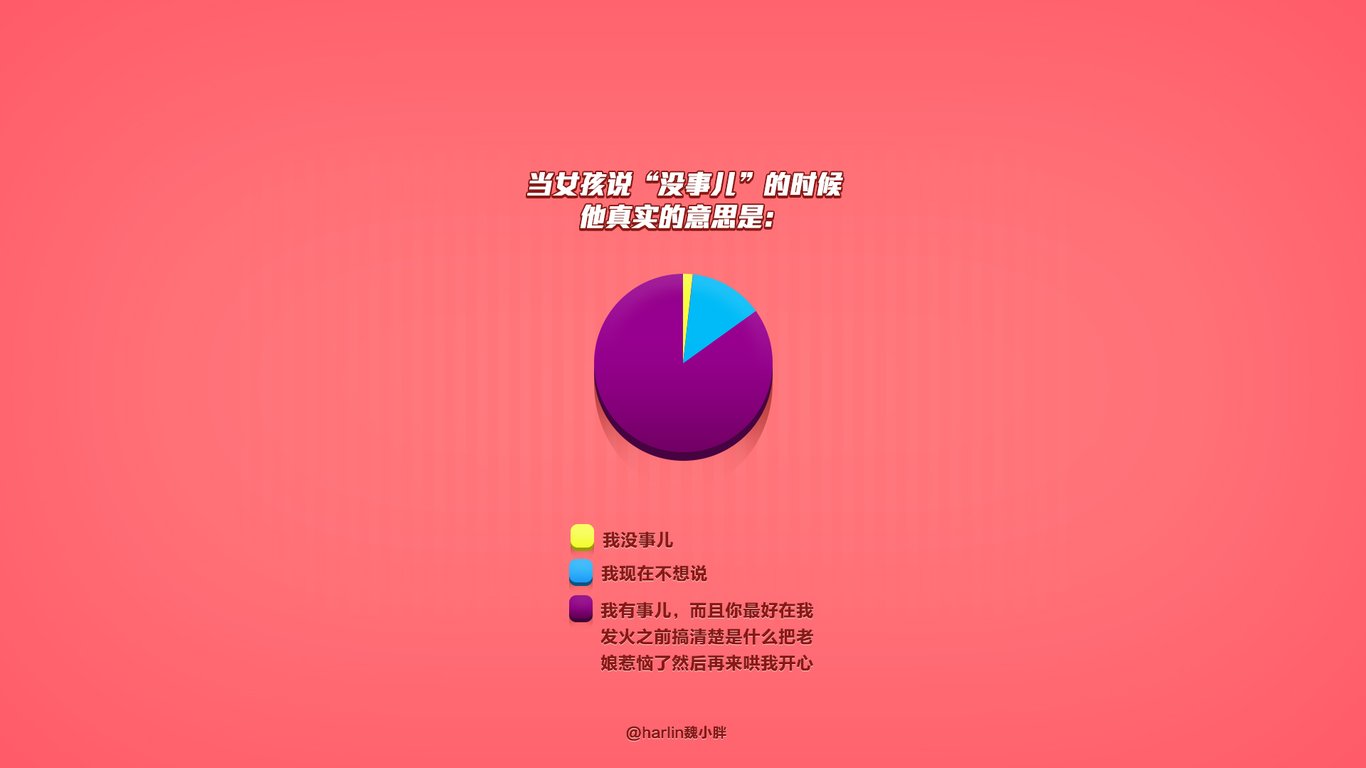 当女孩说“没事儿”的时候
他真实的意思是：
我没事儿
我现在不想说
我有事儿，而且你最好在我
发火之前搞清楚是什么把老
娘惹恼了然后再来哄我开心
@harlin魏小胖